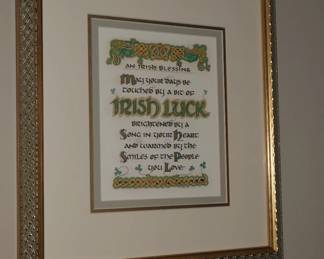 AN IRISH BLESSING
May your days be
touched by a bit of
IRISH LUCK
brightened by a
Song in your Heart
and warmed by the
Smiles of the People
you Love